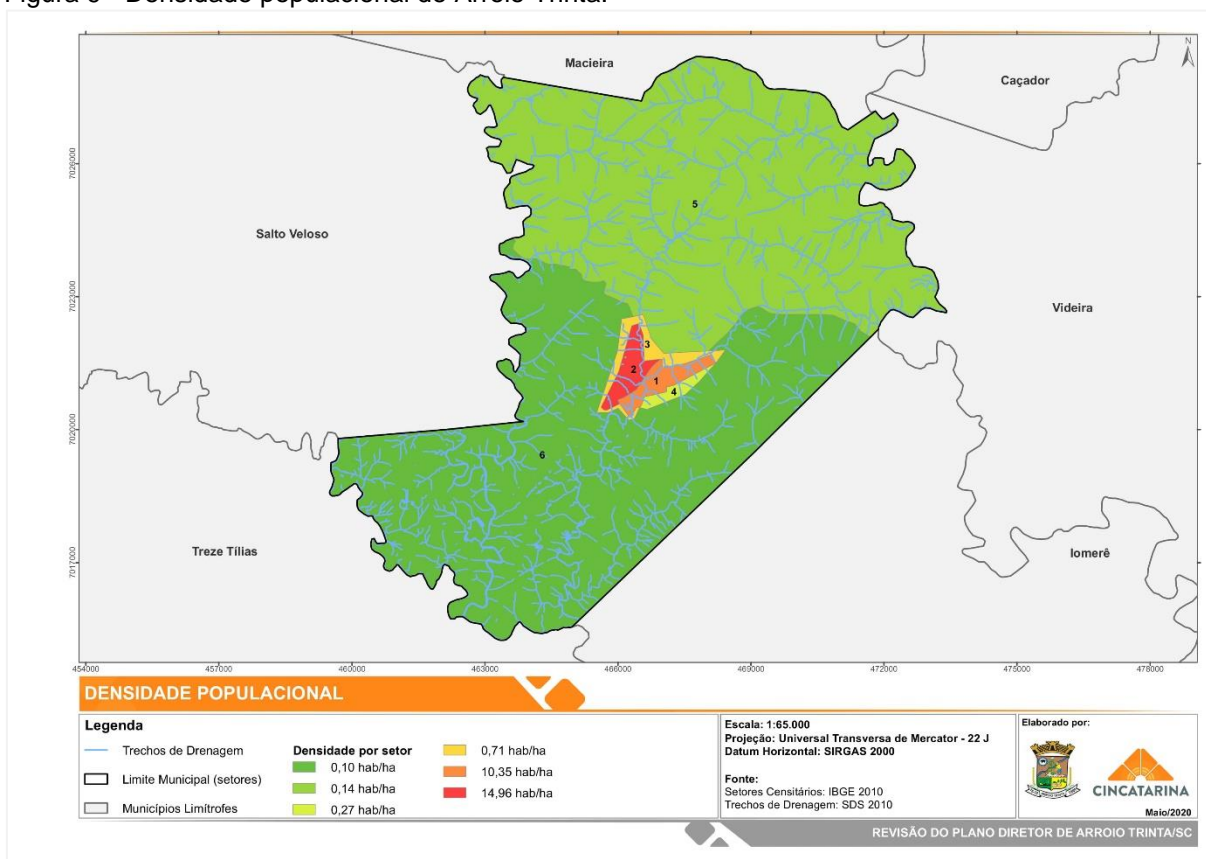 Figura 6 - Densidade populacional de Arroio Trinta.
N
Macieira
Caçador
7026000
5
Salto Veloso
7023000
Videira
3
2
1
4
7020000
6
Treze Tílias
Iomerê
7017000
454000
457000
460000
463000
466000
469000
472000
475000
478000
DENSIDADE POPULACIONAL
Legenda
Trechos de Drenagem
Limite Municipal (setores)
Municípios Limítrofes
Densidade por setor
0,10 hab/ha
0,14 hab/ha
0,27 hab/ha
0,71 hab/ha
10,35 hab/ha
14,96 hab/ha
Escala: 1:65.000
Projeção: Universal Transversa de Mercator - 22 J
Datum Horizontal: SIRGAS 2000
Fonte:
Setores Censitários: IBGE 2010
Trechos de Drenagem: SDS 2010
Elaborado por:
CINCATARINA
Maio/2020
REVISÃO DO PLANO DIRETOR DE ARROIO TRINTA/SC